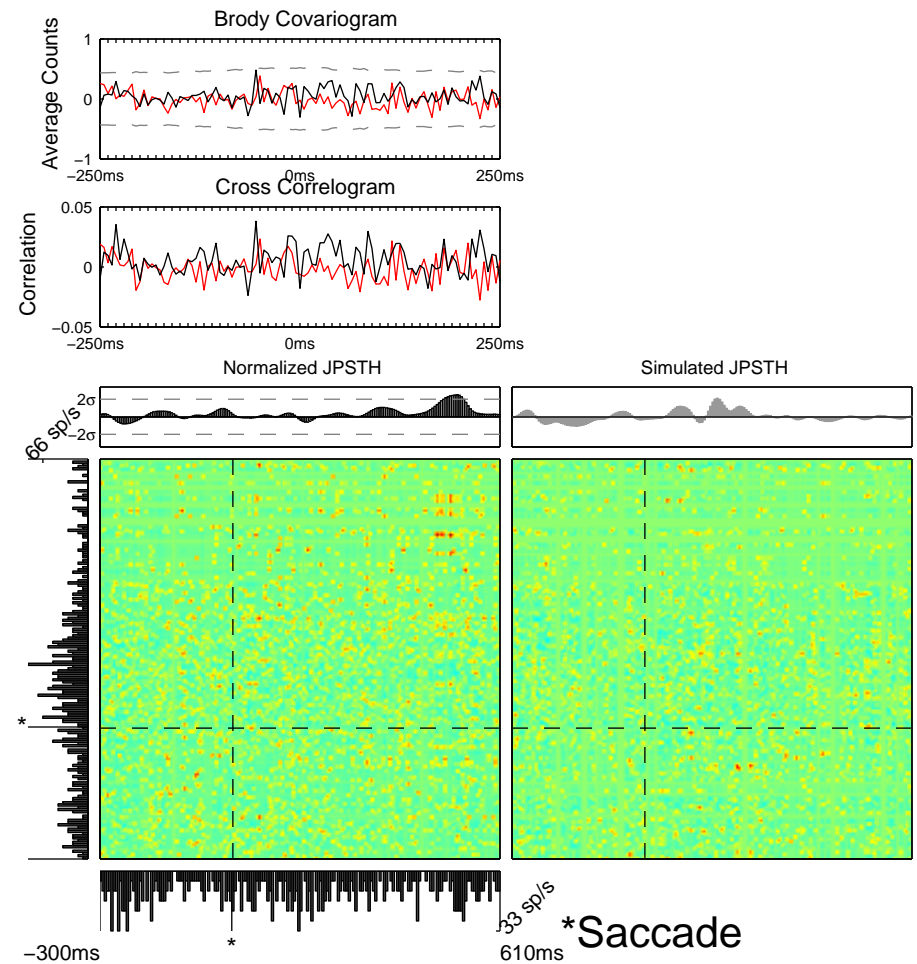 Brody Covariogram
Average Counts
1
0
−1
−250ms
0ms
250ms
Cross Correlogram
Correlation
0.05
0
−0.05
−250ms
0ms
250ms
Normalized JPSTH
Simulated JPSTH
2σ
−2σ
66 sp/s
*
*
33 sp/s
*Saccade
−300ms
610ms